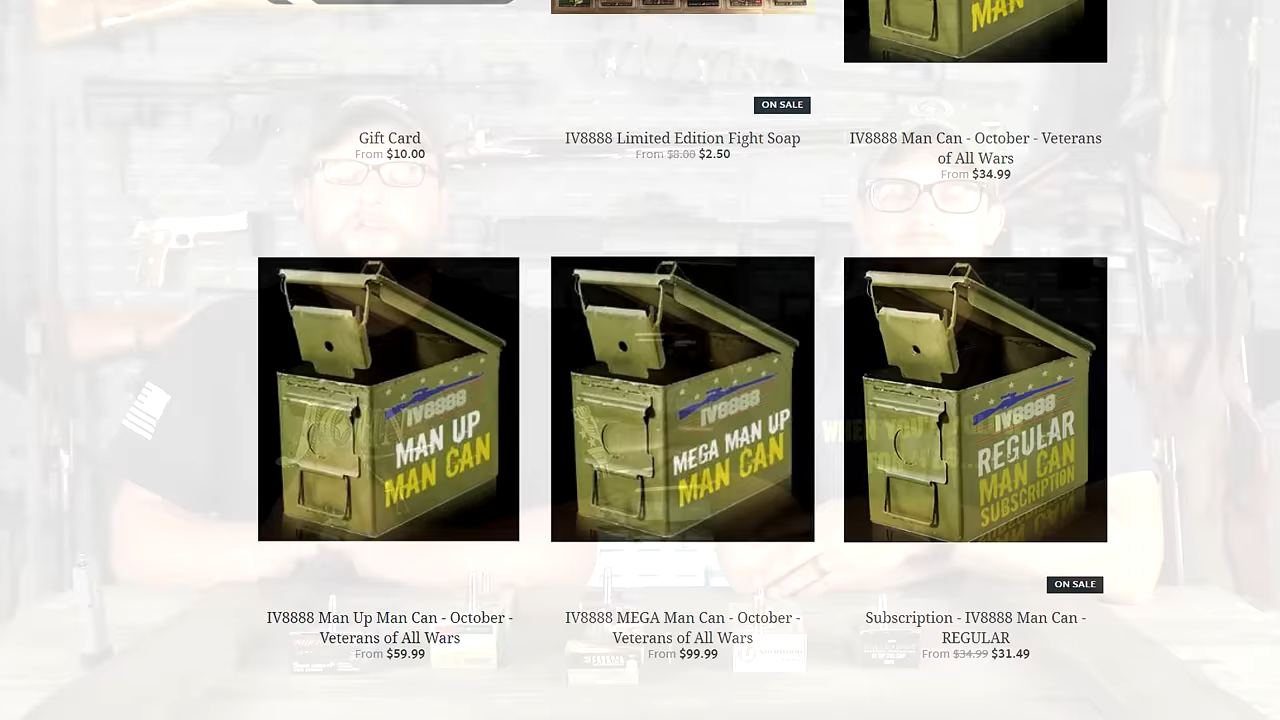 MAN
ON SALE
Gift Card
From $10.00
IV8888 Limited Edition Fight Soap
From $8.00 $2.50
IV8888 Man Can - October - Veterans
of All Wars
From $34.99
IV8888
MAN UP
MAN CAN
IV8888
MEGA MAN UP
MAN CAN
IV8888
REGULAR
MAN CAN
SUBSCRIPTION
WHEN YOU'
ON SALE
IV8888 Man Up Man Can - October -
Veterans of All Wars
From $59.99
IV8888 MEGA Man Can - October -
Veterans of All Wars
From $99.99
Subscription - IV8888 Man Can -
REGULAR
From $34.99 $31.49